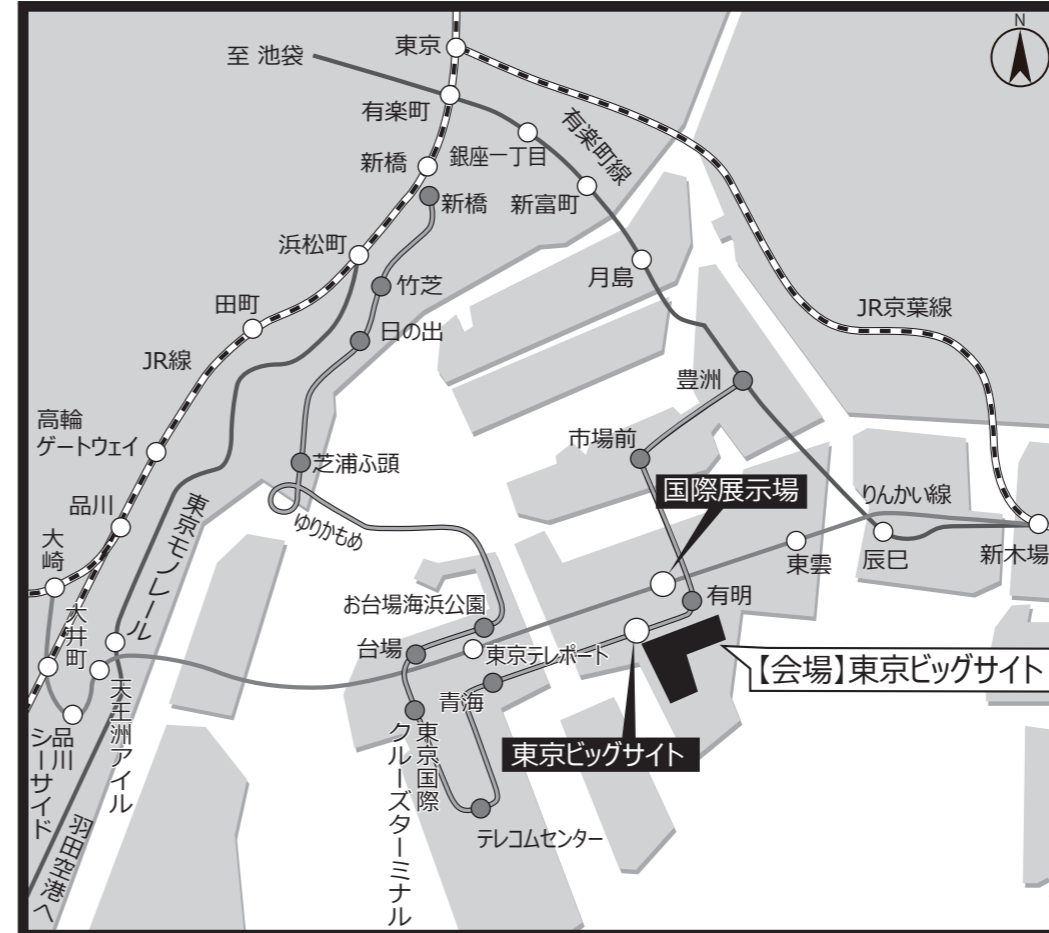 N
東京
至 池袋
有楽町
有楽町線
銀座一丁目
新橋
新橋
新富町
浜松町
月島
竹芝
田町
JR京葉線
日の出
JR線
豊洲
高輪
ゲートウェイ
市場前
芝浦ふ頭
国際展示場
りんかい線
品川
東京モノレール
ゆりかもめ
大崎
東雲
辰巳
新木場
有明
お台場海浜公園
大井町
台場
東京テレポート
【会場】東京ビッグサイト
青海
天王洲アイル
東京国際
クルーズターミナル
東京ビッグサイト
品川
シーサイド
テレコムセンター
羽田空港へ